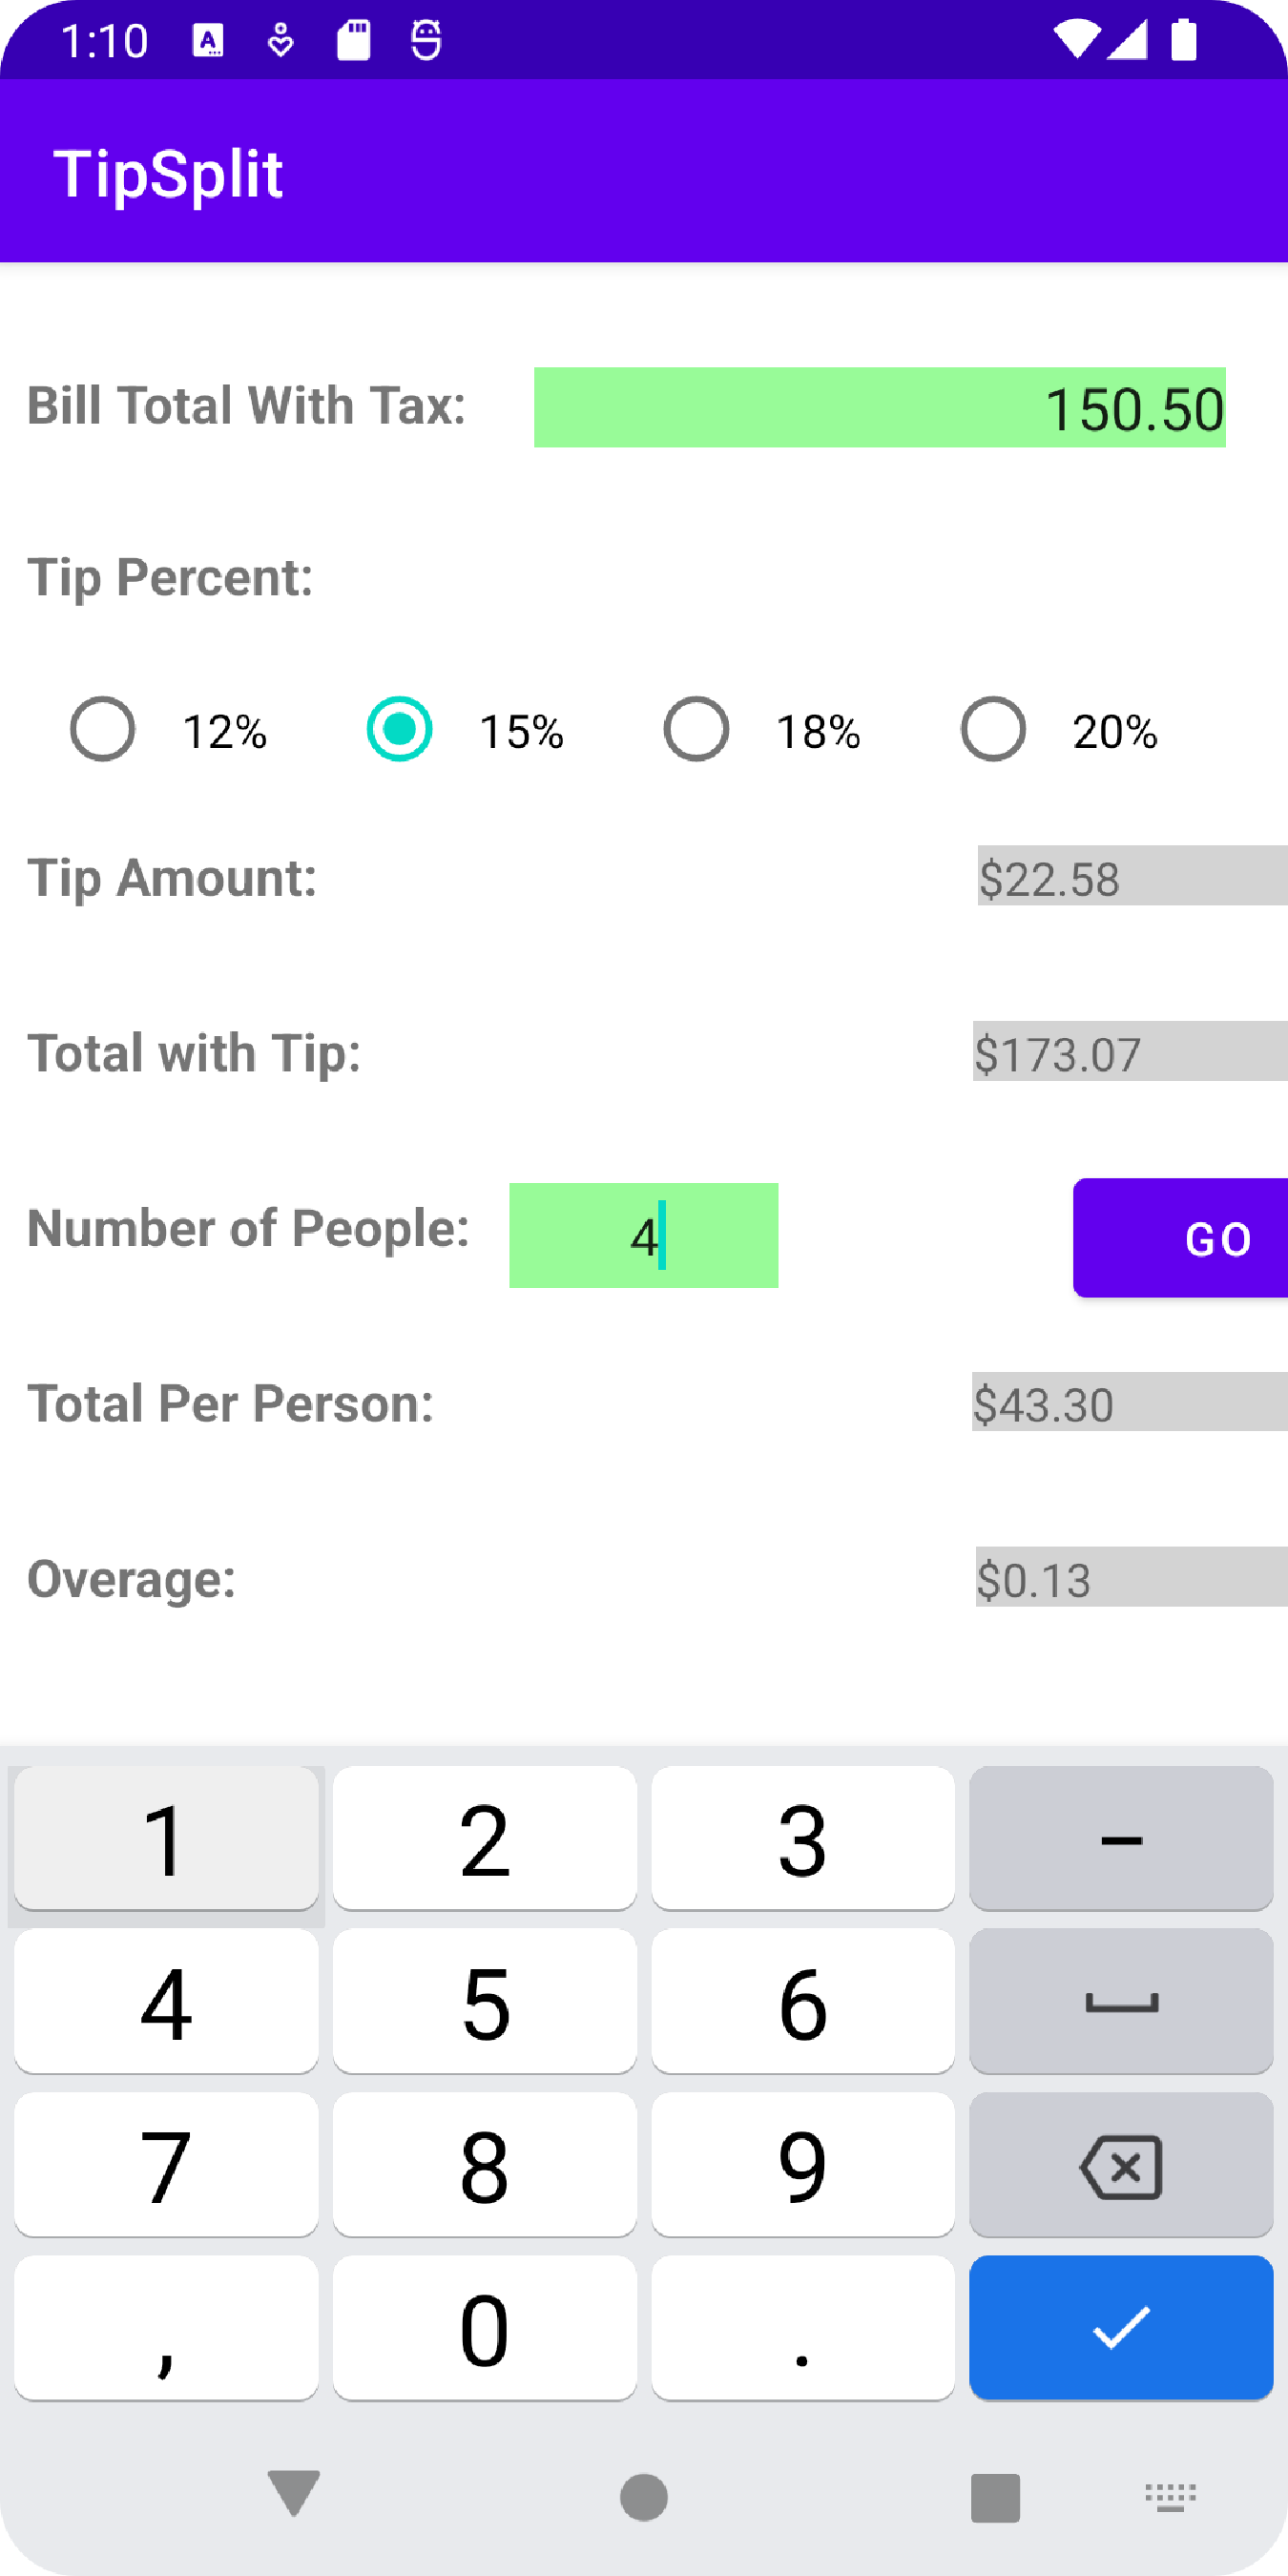 1:10
TipSplit
Bill Total With Tax: 150.50
Tip Percent:
12% 15% 18% 20%
Tip Amount: $22.58
Total with Tip: $173.07
Number of People: 4 GO
Total Per Person: $43.30
Overage: $0.13
1 2 3 –
4 5 6
7 8 9
, 0 .